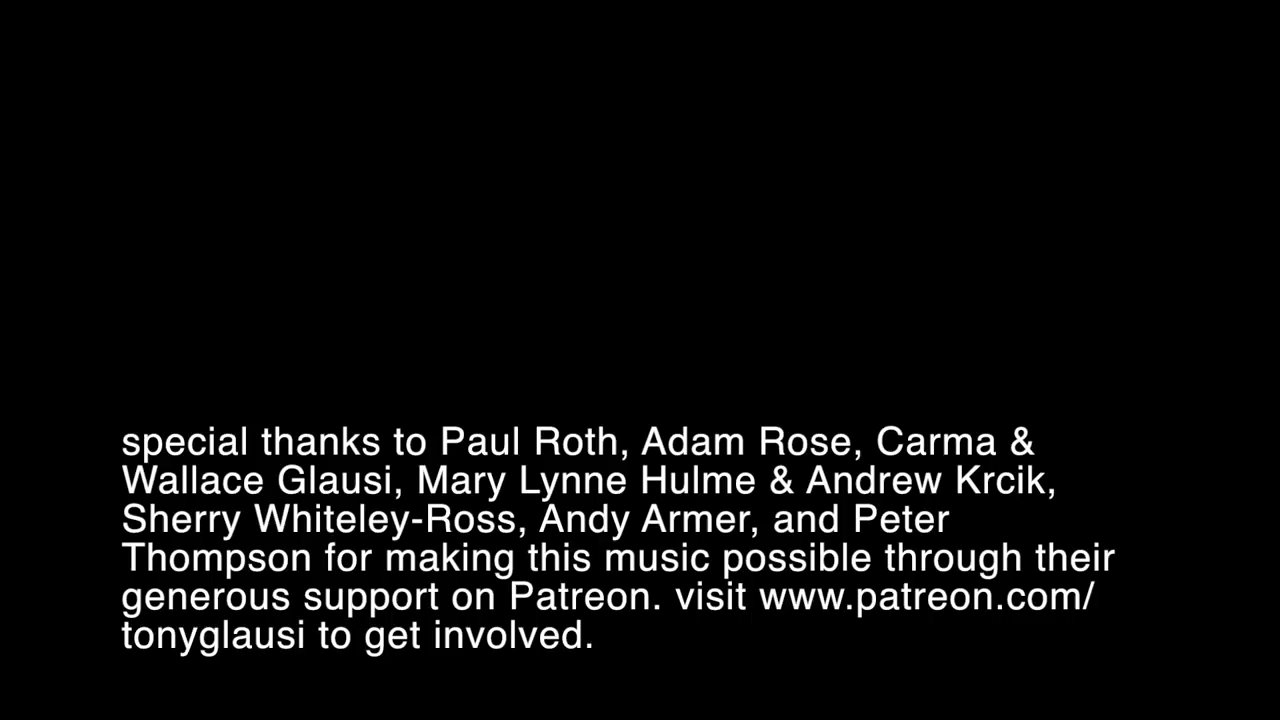 special thanks to Paul Roth, Adam Rose, Carma &
Wallace Glausi, Mary Lynne Hulme & Andrew Krcik,
Sherry Whiteley-Ross, Andy Armer, and Peter
Thompson for making this music possible through their
generous support on Patreon. visit www.patreon.com/
tonyglausi to get involved.